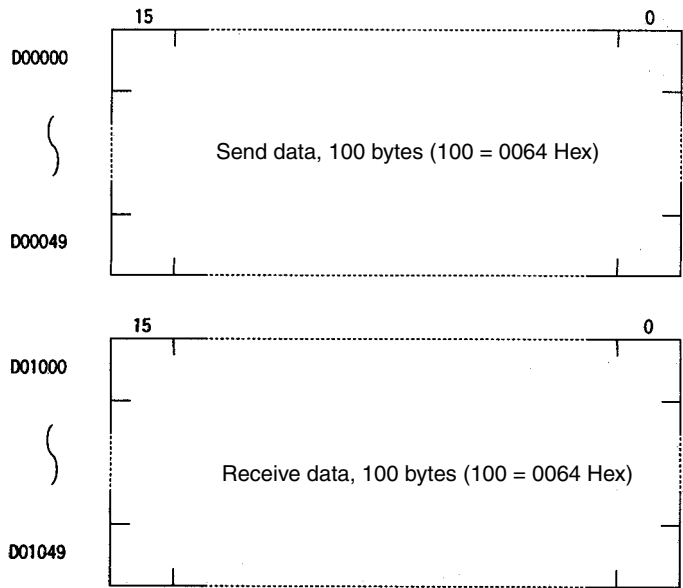 15 0
D00000
Send data, 100 bytes (100 = 0064 Hex)
D00049
15 0
D01000
Receive data, 100 bytes (100 = 0064 Hex)
D01049